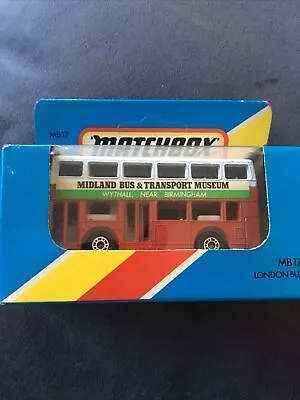 MB17
MATCHBOX
MIDLAND BUS & TRANSPORT MUSEUM
WYTHALL, NEAR BIRMINGHAM
MB17
LONDON BU